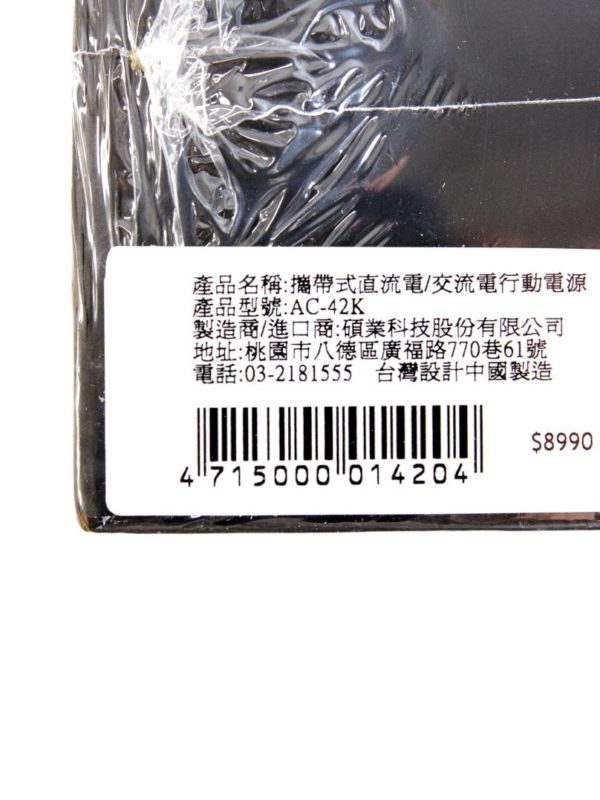 產品名稱:攜帶式直流電/交流電行動電源
產品型號:AC-42K
製造商/進口商:碩業科技股份有限公司
地址:桃園市八德區廣福路770巷61號
電話:03-2181555 台灣設計中國製造
$8990
4 715000 014204